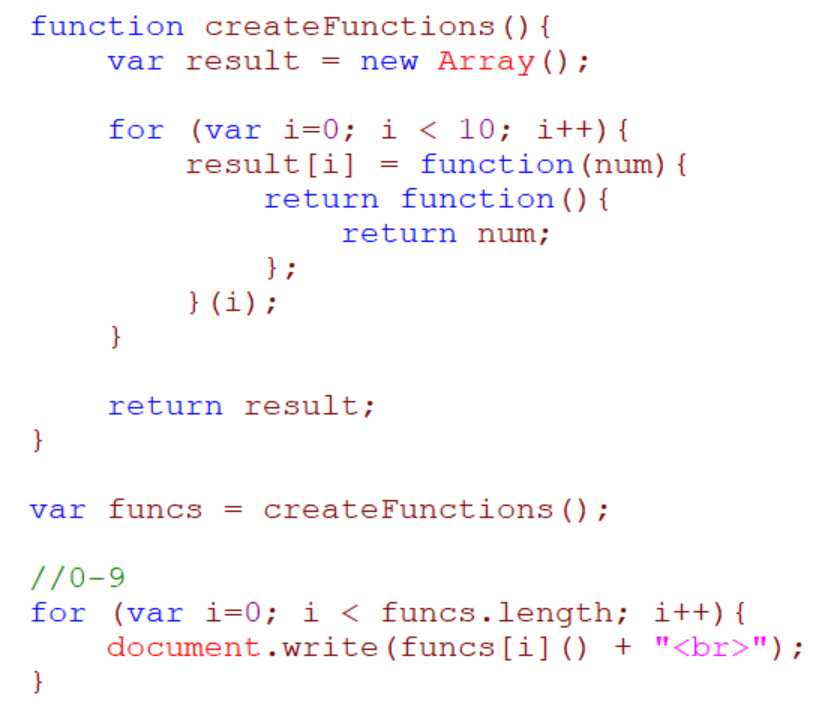 function createFunctions(){
    var result = new Array();

    for (var i=0; i < 10; i++){
        result[i] = function(num){
            return function(){
                return num;
            };
        }(i);
    }

    return result;
}

var funcs = createFunctions();

//0-9
for (var i=0; i < funcs.length; i++){
    document.write(funcs[i]() + "<br>");
}